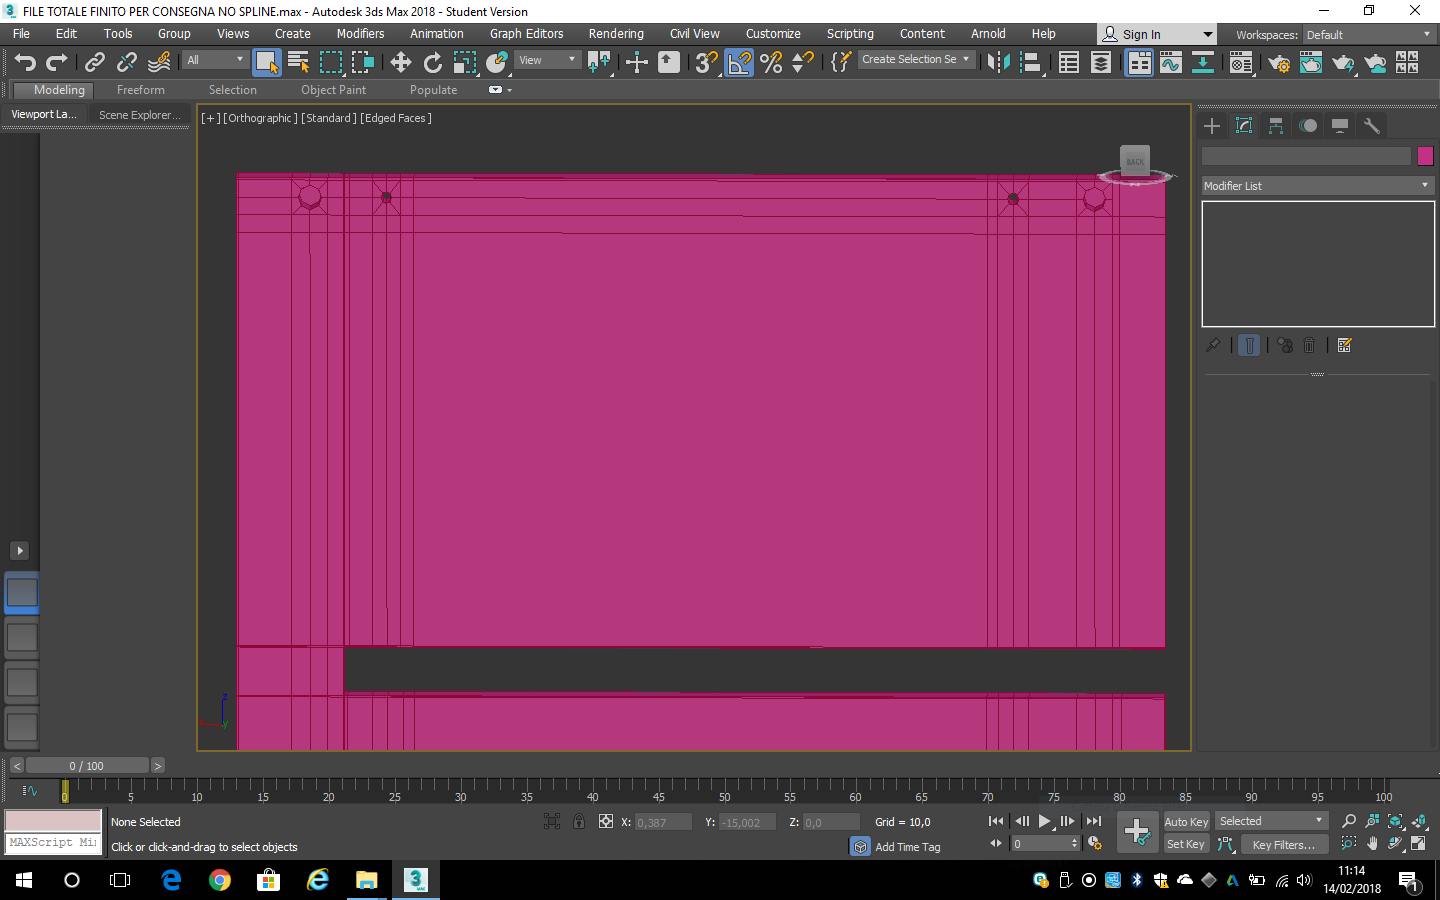 FILE TOTALE FINITO PER CONSEGNA NO SPLINE.max - Autodesk 3ds Max 2018 - Student Version
File Edit Tools Group Views Create Modifiers Animation Graph Editors Rendering Civil View Customize Scripting Content Arnold Help Sign In Workspaces: Default
All View Create Selection Se
Modeling Freeform Selection Object Paint Populate
Viewport La... Scene Explorer...
[+] [Orthographic] [Standard] [Edged Faces]
BACK
Modifier List
z
y
0 / 100
0 5 10 15 20 25 30 35 40 45 50 55 60 65 70 75 80 85 90 95 100
None Selected X: 0,387 Y: -15,002 Z: 0,0 Grid = 10,0 Auto Key Selected
MAXScript Mi Click or click-and-drag to select objects Add Time Tag 0 Set Key Key Filters...
3
MAX
11:14
14/02/2018
1